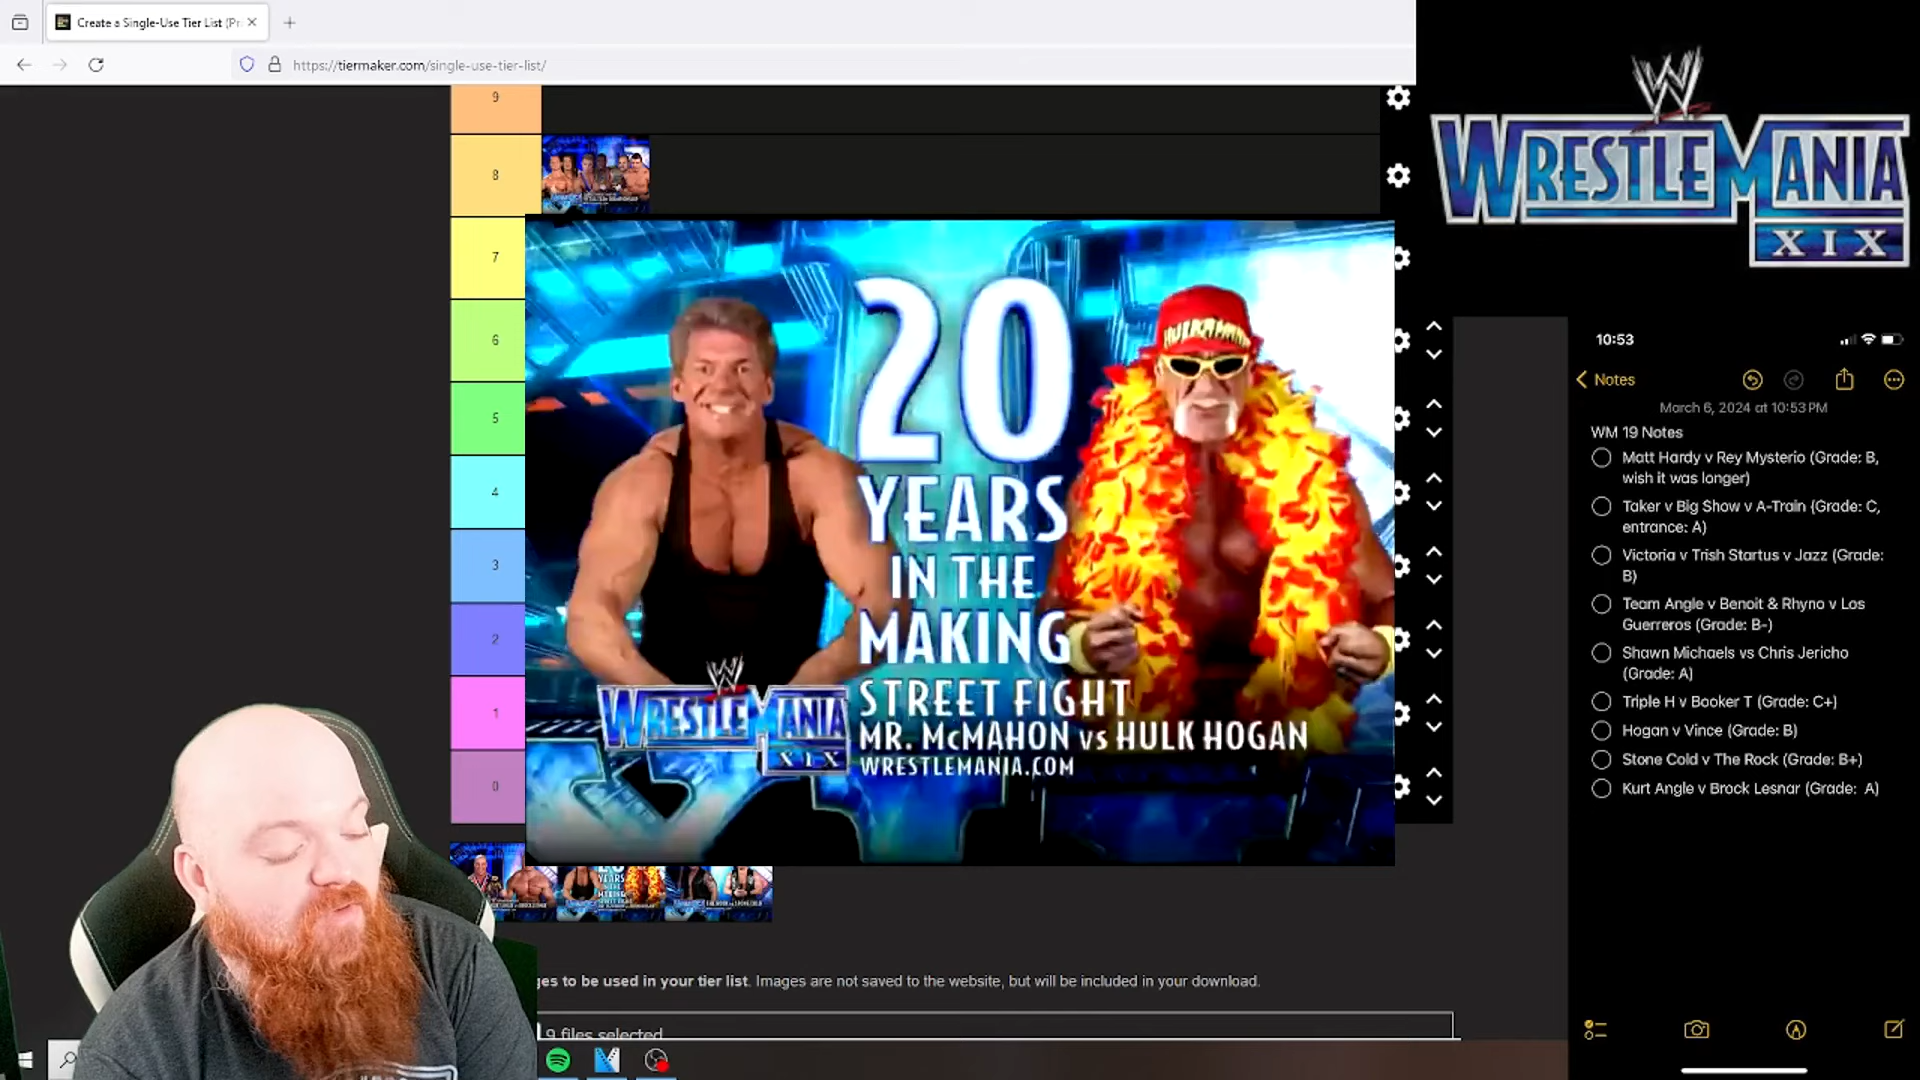 Create a Single-Use Tier List (Pr
https://tiermaker.com/single-use-tier-list/
9
8
7
6
5
4
3
2
1
0
W
WRESTLEMANIA
XIX
HULKAMANIA
20
YEARS
IN THE
MAKING
STREET FIGHT
MR. McMAHON vs HULK HOGAN
WRESTLEMANIA.COM
W
WRESTLEMANIA
XIX
10:53
Notes
March 6, 2024 at 10:53 PM
WM 19 Notes
Matt Hardy v Rey Mysterio (Grade: B,
wish it was longer)
Taker v Big Show v A-Train (Grade: C,
entrance: A)
Victoria v Trish Startus v Jazz (Grade:
B)
Team Angle v Benoit & Rhyno v Los
Guerreros (Grade: B-)
Shawn Michaels vs Chris Jericho
(Grade: A)
Triple H v Booker T (Grade: C+)
Hogan v Vince (Grade: B)
Stone Cold v The Rock (Grade: B+)
Kurt Angle v Brock Lesnar (Grade: A)
YEARS
IN THE
MAKING
ges to be used in your tier list. Images are not saved to the website, but will be included in your download.
9 files selected